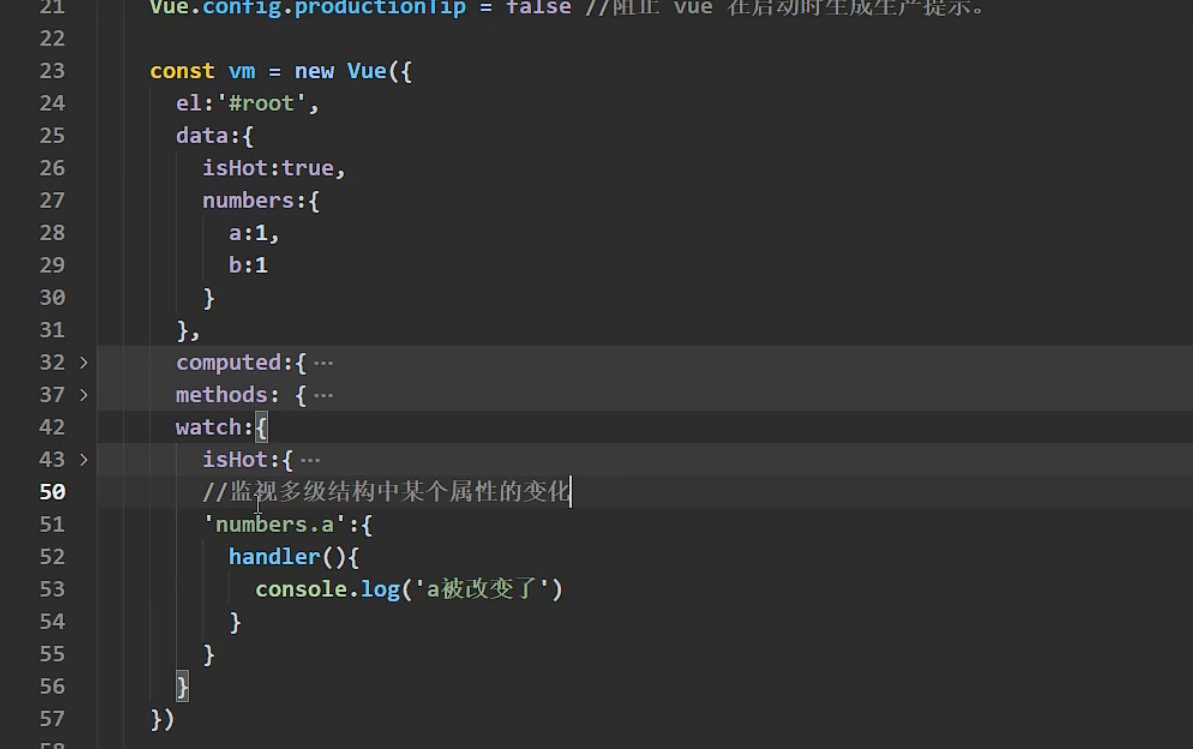 21 Vue.config.productionTip = false //阻止 vue 在启动时生成生产提示。
22
23 const vm = new Vue({
24 el:'#root',
25 data:{
26 isHot:true,
27 numbers:{
28 a:1,
29 b:1
30 }
31 },
32 computed:{ ···
37 methods: { ···
42 watch:{
43 isHot:{ ···
50 //监视多级结构中某个属性的变化
51 'numbers.a':{
52 handler(){
53 console.log('a被改变了')
54 }
55 }
56 }
57 })
58